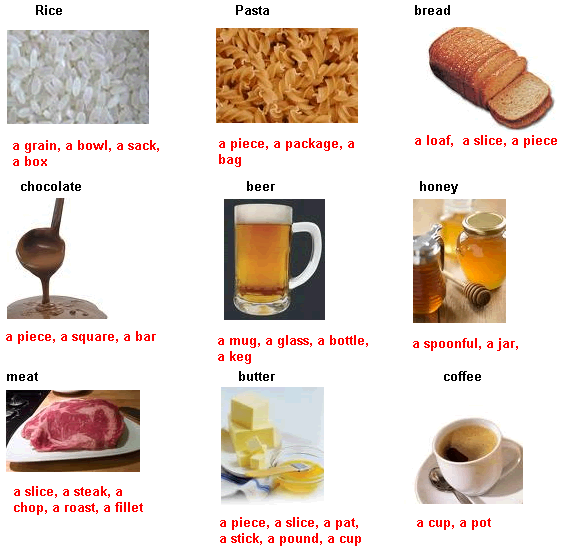 Rice
Pasta
bread
a grain, a bowl, a sack,
a box
a piece, a package, a
bag
a loaf, a slice, a piece
chocolate
beer
honey
a piece, a square, a bar
a mug, a glass, a bottle,
a keg
a spoonful, a jar,
meat
butter
coffee
a slice, a steak, a
chop, a roast, a fillet
a piece, a slice, a pat,
a stick, a pound, a cup
a cup, a pot